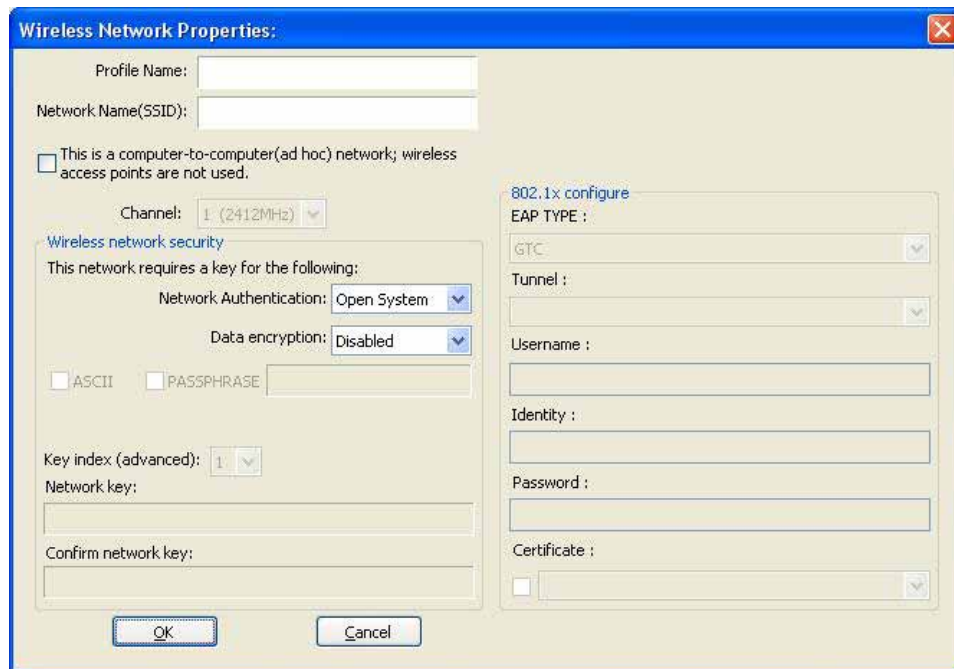 Wireless Network Properties:
Profile Name:
Network Name(SSID):
This is a computer-to-computer(ad hoc) network; wireless
access points are not used.
Channel:
1 (2412MHz)
Wireless network security
This network requires a key for the following:
Network Authentication:
Open System
Data encryption:
Disabled
ASCII
PASSPHRASE
Key index (advanced):
1
Network key:
Confirm network key:
802.1x configure
EAP TYPE :
GTC
Tunnel :
Username :
Identity :
Password :
Certificate :
OK
Cancel